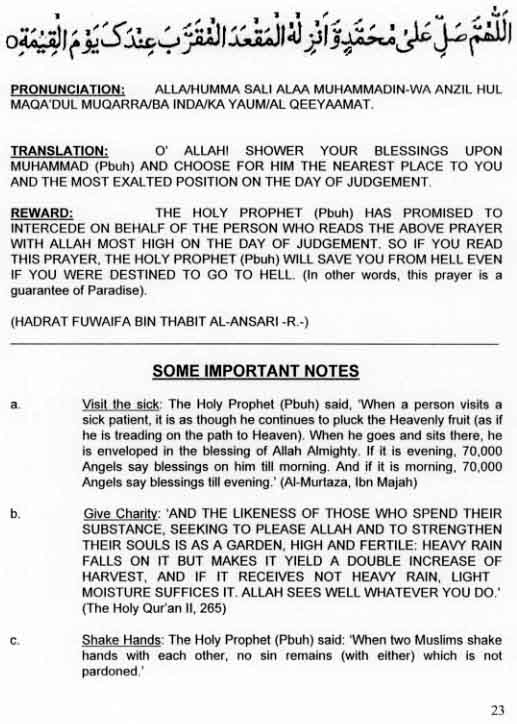 اَللّٰهُمَّ صَلِّ عَلٰى مُحَمَّدٍ وَّاَنْزِلْهُ الْمَقْعَدَ الْمُقَرَّبَ عِنْدَكَ يَوْمَ الْقِيٰمَةِ○
PRONUNCIATION: ALLA/HUMMA SALI ALAA MUHAMMADIN-WA ANZIL HUL
MAQA'DUL MUQARRA/BA INDA/KA YAUM/AL QEEYAAMAT.
TRANSLATION: O' ALLAH! SHOWER YOUR BLESSINGS UPON
MUHAMMAD (Pbuh) AND CHOOSE FOR HIM THE NEAREST PLACE TO YOU
AND THE MOST EXALTED POSITION ON THE DAY OF JUDGEMENT.
REWARD: THE HOLY PROPHET (Pbuh) HAS PROMISED TO
INTERCEDE ON BEHALF OF THE PERSON WHO READS THE ABOVE PRAYER
WITH ALLAH MOST HIGH ON THE DAY OF JUDGEMENT. SO IF YOU READ
THIS PRAYER, THE HOLY PROPHET (Pbuh) WILL SAVE YOU FROM HELL EVEN
IF YOU WERE DESTINED TO GO TO HELL. (In other words, this prayer is a
guarantee of Paradise).
(HADRAT FUWAIFA BIN THABIT AL-ANSARI -R.-)
SOME IMPORTANT NOTES
a. Visit the sick: The Holy Prophet (Pbuh) said, 'When a person visits a
sick patient, it is as though he continues to pluck the Heavenly fruit (as if
he is treading on the path to Heaven). When he goes and sits there, he
is enveloped in the blessing of Allah Almighty. If it is evening, 70,000
Angels say blessings on him till morning. And if it is morning, 70,000
Angels say blessings till evening.' (Al-Murtaza, Ibn Majah)
b. Give Charity: 'AND THE LIKENESS OF THOSE WHO SPEND THEIR
SUBSTANCE, SEEKING TO PLEASE ALLAH AND TO STRENGTHEN
THEIR SOULS IS AS A GARDEN, HIGH AND FERTILE: HEAVY RAIN
FALLS ON IT BUT MAKES IT YIELD A DOUBLE INCREASE OF
HARVEST, AND IF IT RECEIVES NOT HEAVY RAIN, LIGHT
MOISTURE SUFFICES IT. ALLAH SEES WELL WHATEVER YOU DO.'
(The Holy Qur'an II, 265)
c. Shake Hands: The Holy Prophet (Pbuh) said: 'When two Muslims shake
hands with each other, no sin remains (with either) which is not
pardoned.'
23